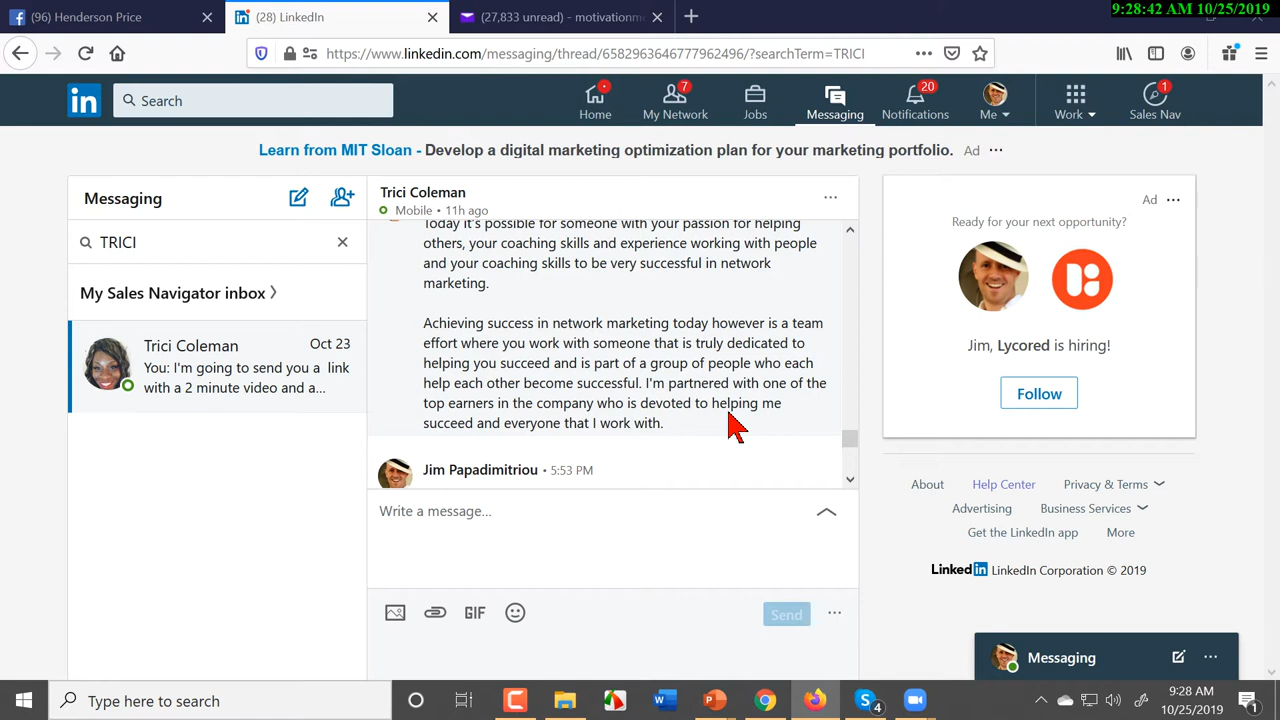 9:28:42 AM 10/25/2019
(96) Henderson Price
(28) LinkedIn
(27,833 unread) - motivationm
https://www.linkedin.com/messaging/thread/6582963646777962496/?searchTerm=TRICI
in
Search
Home
7
My Network
Jobs
Messaging
20
Notifications
Me
Work
1
Sales Nav
Learn from MIT Sloan - Develop a digital marketing optimization plan for your marketing portfolio.
Ad
Messaging
TRICI
My Sales Navigator inbox
Trici Coleman
Oct 23
You: I'm going to send you a link
with a 2 minute video and a...
Trici Coleman
Mobile • 11h ago
Today it's possible for someone with your passion for helping
others, your coaching skills and experience working with people
and your coaching skills to be very successful in network
marketing.
Achieving success in network marketing today however is a team
effort where you work with someone that is truly dedicated to
helping you succeed and is part of a group of people who each
help each other become successful. I'm partnered with one of the
top earners in the company who is devoted to helping me
succeed and everyone that I work with.
Jim Papadimitriou • 5:53 PM
Write a message...
GIF
Send
Ad
Ready for your next opportunity?
Jim, Lycored is hiring!
Follow
About
Help Center
Privacy & Terms
Advertising
Business Services
Get the LinkedIn app
More
Linked in LinkedIn Corporation © 2019
Messaging
Type here to search
4
9:28 AM
10/25/2019
1